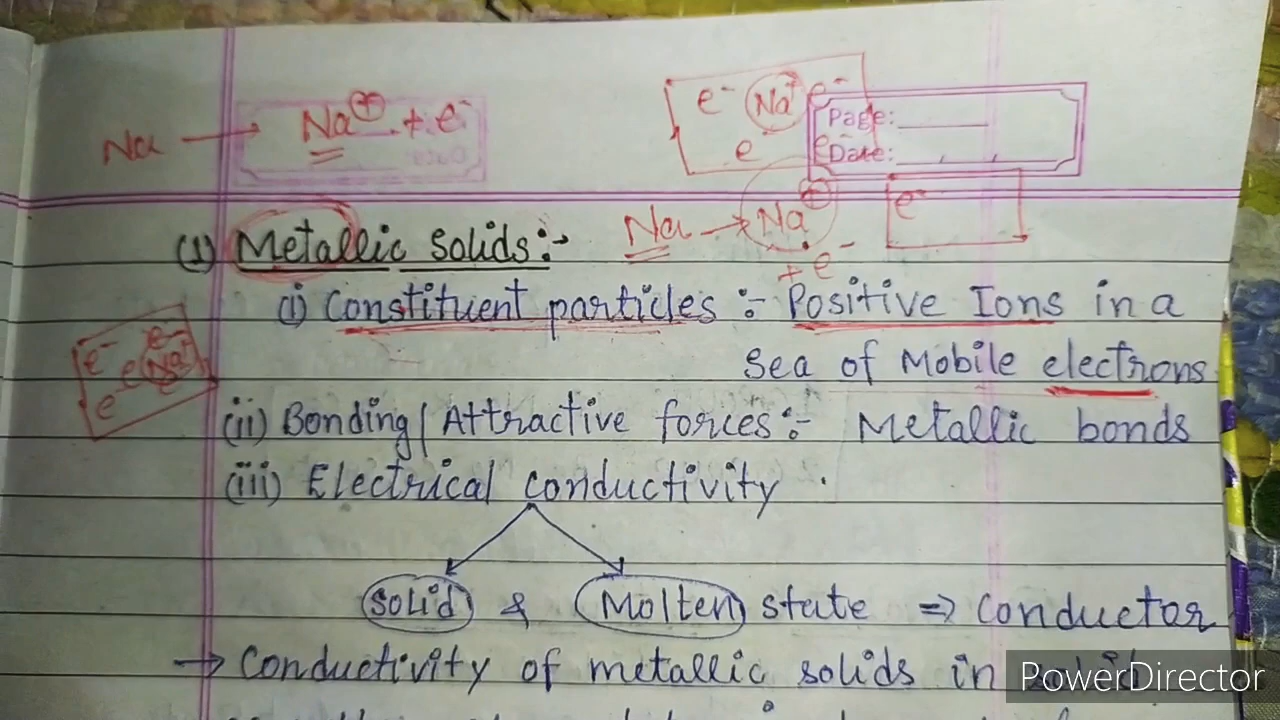 Na → Na⊕ + e⁻
e⁻ Na⁺ e⁻
e⁻ e⁻
Page:
Date:
e⁻
(1) Metallic solids:-
Na → Na⊕
+ e⁻
(i) Constituent particles :- Positive Ions in a
sea of Mobile electrons
e⁻ e⁻
e Na⁺
e⁻ e
(ii) Bonding/Attractive forces:- Metallic bonds
(iii) Electrical conductivity
solid & Molten state => conductor
→ Conductivity of metallic solids in solid
PowerDirector